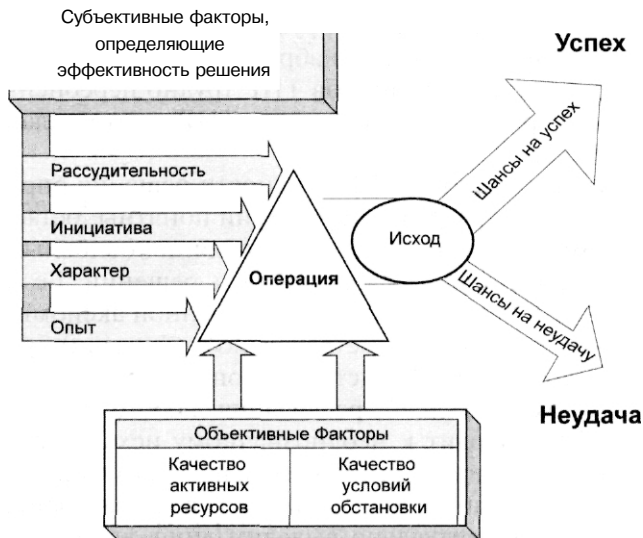 Субъективные факторы,
определяющие
эффективность решения
Успех
Шансы на успех
Рассудительность
Инициатива
Характер
Опыт
Операция
Исход
Шансы на неудачу
Неудача
Объективные Факторы
Качество
активных
ресурсов
Качество
условий
обстановки